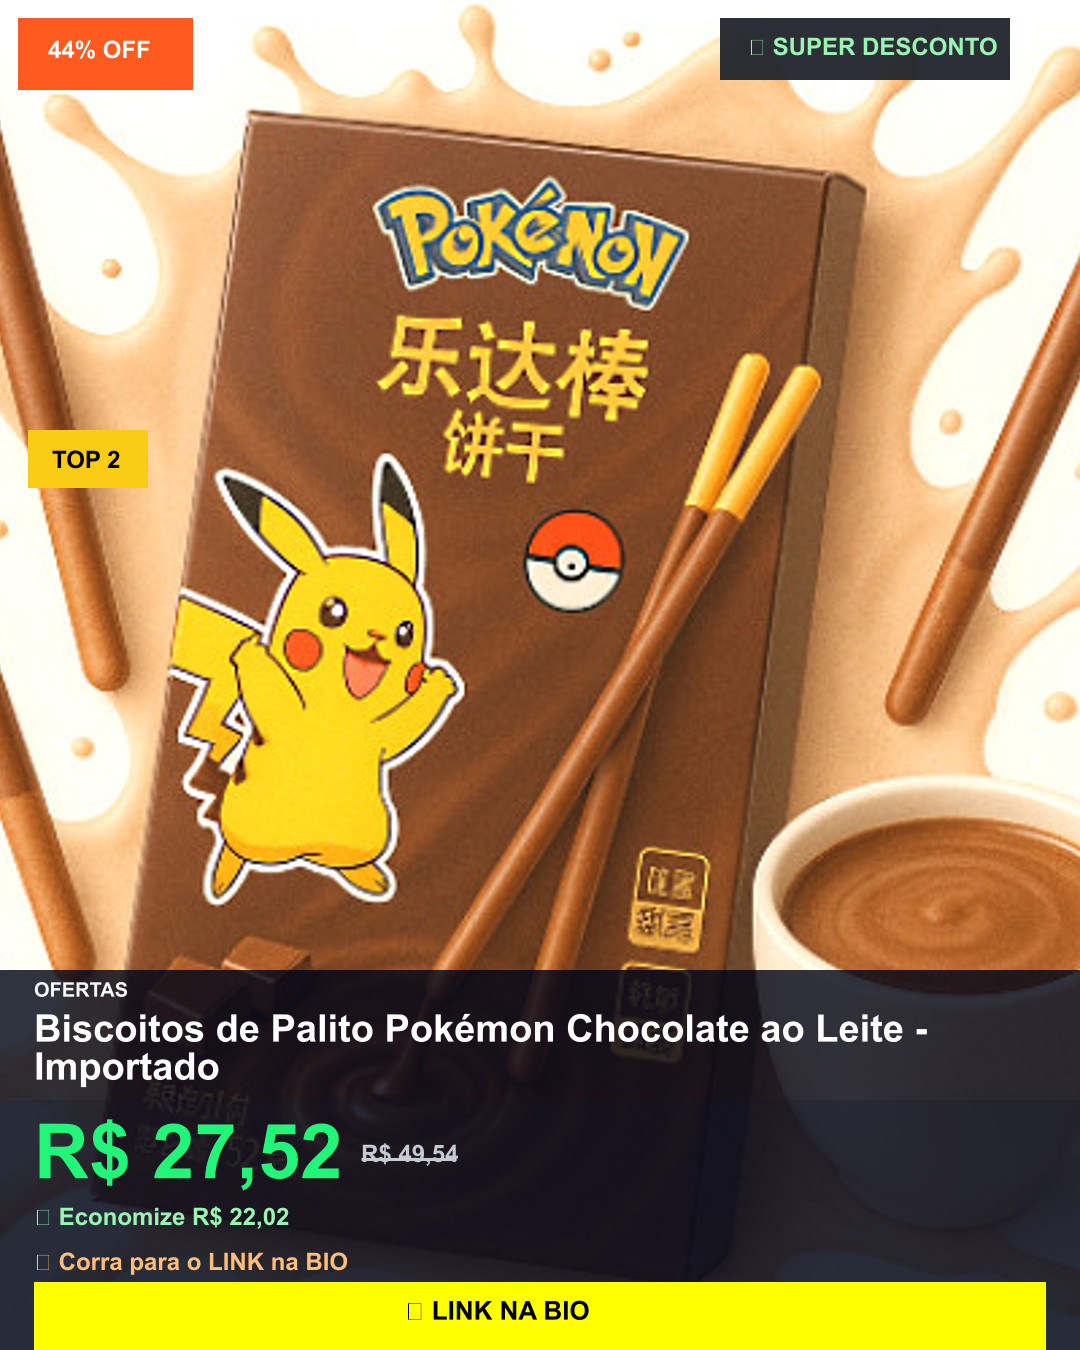 44% OFF
SUPER DESCONTO
POKéMON
乐达棒
饼干
TOP 2
OFERTAS
Biscoitos de Palito Pokémon Chocolate ao Leite -
Importado
R$ 27,52 R$ 49,54
Economize R$ 22,02
Corra para o LINK na BIO
LINK NA BIO